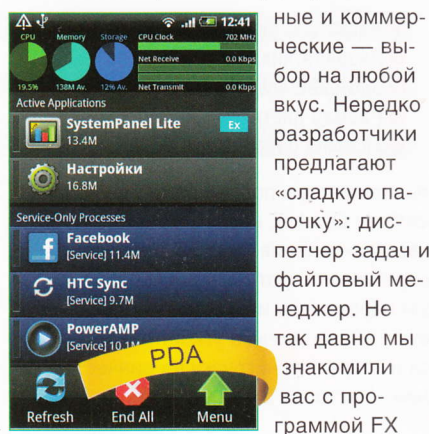 12:41
CPU Memory Storage CPU Clock 702 MHz
Net Receive 0.0 Kbps
19.5% 138M Av. 12% Av. Net Transmit 0.0 Kbps
Active Applications
SystemPanel Lite Ex
13.4M
Настройки
16.8M
Service-Only Processes
Facebook
[Service] 11.4M
HTC Sync
[Service] 9.7M
PowerAMP
[Service] 10.1M
PDA
Refresh End All Menu
ные и коммер-
ческие — вы-
бор на любой
вкус. Нередко
разработчики
предлагают
«сладкую па-
рочку»: дис-
петчер задач и
файловый ме-
неджер. Не
так давно мы
знакомили
вас с про-
граммой FX